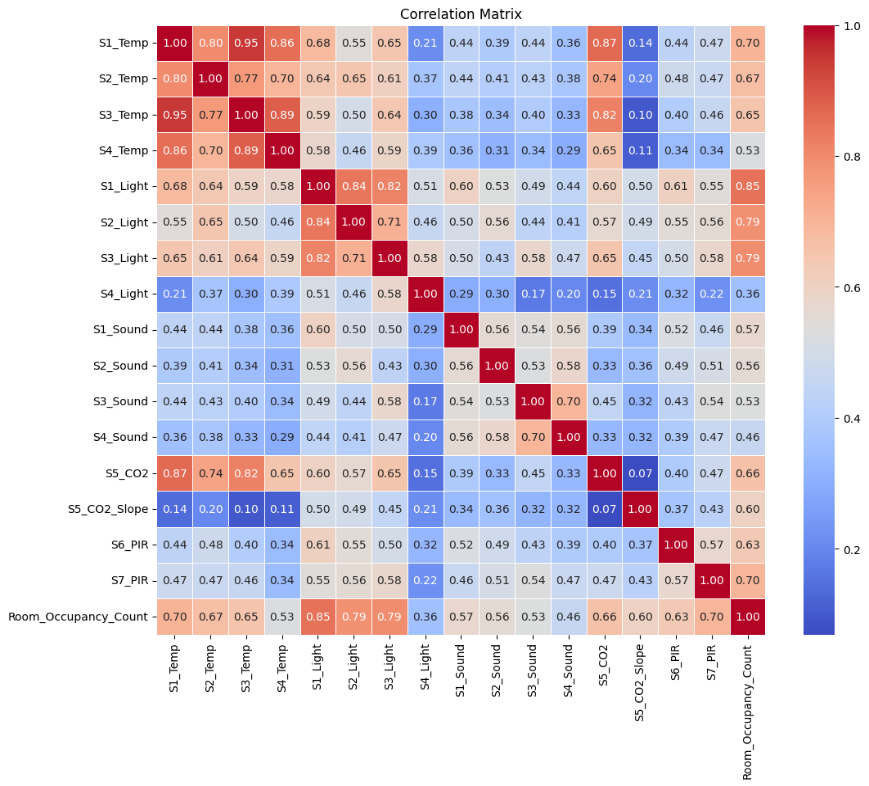 Correlation Matrix
S1_Temp 1.00 0.80 0.95 0.86 0.68 0.55 0.65 0.21 0.44 0.39 0.44 0.36 0.87 0.14 0.44 0.47 0.70
S2_Temp 0.80 1.00 0.77 0.70 0.64 0.65 0.61 0.37 0.44 0.41 0.43 0.38 0.74 0.20 0.48 0.47 0.67
S3_Temp 0.95 0.77 1.00 0.89 0.59 0.50 0.64 0.30 0.38 0.34 0.40 0.33 0.82 0.10 0.40 0.46 0.65
S4_Temp 0.86 0.70 0.89 1.00 0.58 0.46 0.59 0.39 0.36 0.31 0.34 0.29 0.65 0.11 0.34 0.34 0.53
S1_Light 0.68 0.64 0.59 0.58 1.00 0.84 0.82 0.51 0.60 0.53 0.49 0.44 0.60 0.50 0.61 0.55 0.85
S2_Light 0.55 0.65 0.50 0.46 0.84 1.00 0.71 0.46 0.50 0.56 0.44 0.41 0.57 0.49 0.55 0.56 0.79
S3_Light 0.65 0.61 0.64 0.59 0.82 0.71 1.00 0.58 0.50 0.43 0.58 0.47 0.65 0.45 0.50 0.58 0.79
S4_Light 0.21 0.37 0.30 0.39 0.51 0.46 0.58 1.00 0.29 0.30 0.17 0.20 0.15 0.21 0.32 0.22 0.36
S1_Sound 0.44 0.44 0.38 0.36 0.60 0.50 0.50 0.29 1.00 0.56 0.54 0.56 0.39 0.34 0.52 0.46 0.57
S2_Sound 0.39 0.41 0.34 0.31 0.53 0.56 0.43 0.30 0.56 1.00 0.53 0.58 0.33 0.36 0.49 0.51 0.56
S3_Sound 0.44 0.43 0.40 0.34 0.49 0.44 0.58 0.17 0.54 0.53 1.00 0.70 0.45 0.32 0.43 0.54 0.53
S4_Sound 0.36 0.38 0.33 0.29 0.44 0.41 0.47 0.20 0.56 0.58 0.70 1.00 0.33 0.32 0.39 0.47 0.46
S5_CO2 0.87 0.74 0.82 0.65 0.60 0.57 0.65 0.15 0.39 0.33 0.45 0.33 1.00 0.07 0.40 0.47 0.66
S5_CO2_Slope 0.14 0.20 0.10 0.11 0.50 0.49 0.45 0.21 0.34 0.36 0.32 0.32 0.07 1.00 0.37 0.43 0.60
S6_PIR 0.44 0.48 0.40 0.34 0.61 0.55 0.50 0.32 0.52 0.49 0.43 0.39 0.40 0.37 1.00 0.57 0.63
S7_PIR 0.47 0.47 0.46 0.34 0.55 0.56 0.58 0.22 0.46 0.51 0.54 0.47 0.47 0.43 0.57 1.00 0.70
Room_Occupancy_Count 0.70 0.67 0.65 0.53 0.85 0.79 0.79 0.36 0.57 0.56 0.53 0.46 0.66 0.60 0.63 0.70 1.00
S1_Temp
S2_Temp
S3_Temp
S4_Temp
S1_Light
S2_Light
S3_Light
S4_Light
S1_Sound
S2_Sound
S3_Sound
S4_Sound
S5_CO2
S5_CO2_Slope
S6_PIR
S7_PIR
Room_Occupancy_Count
1.0
0.8
0.6
0.4
0.2